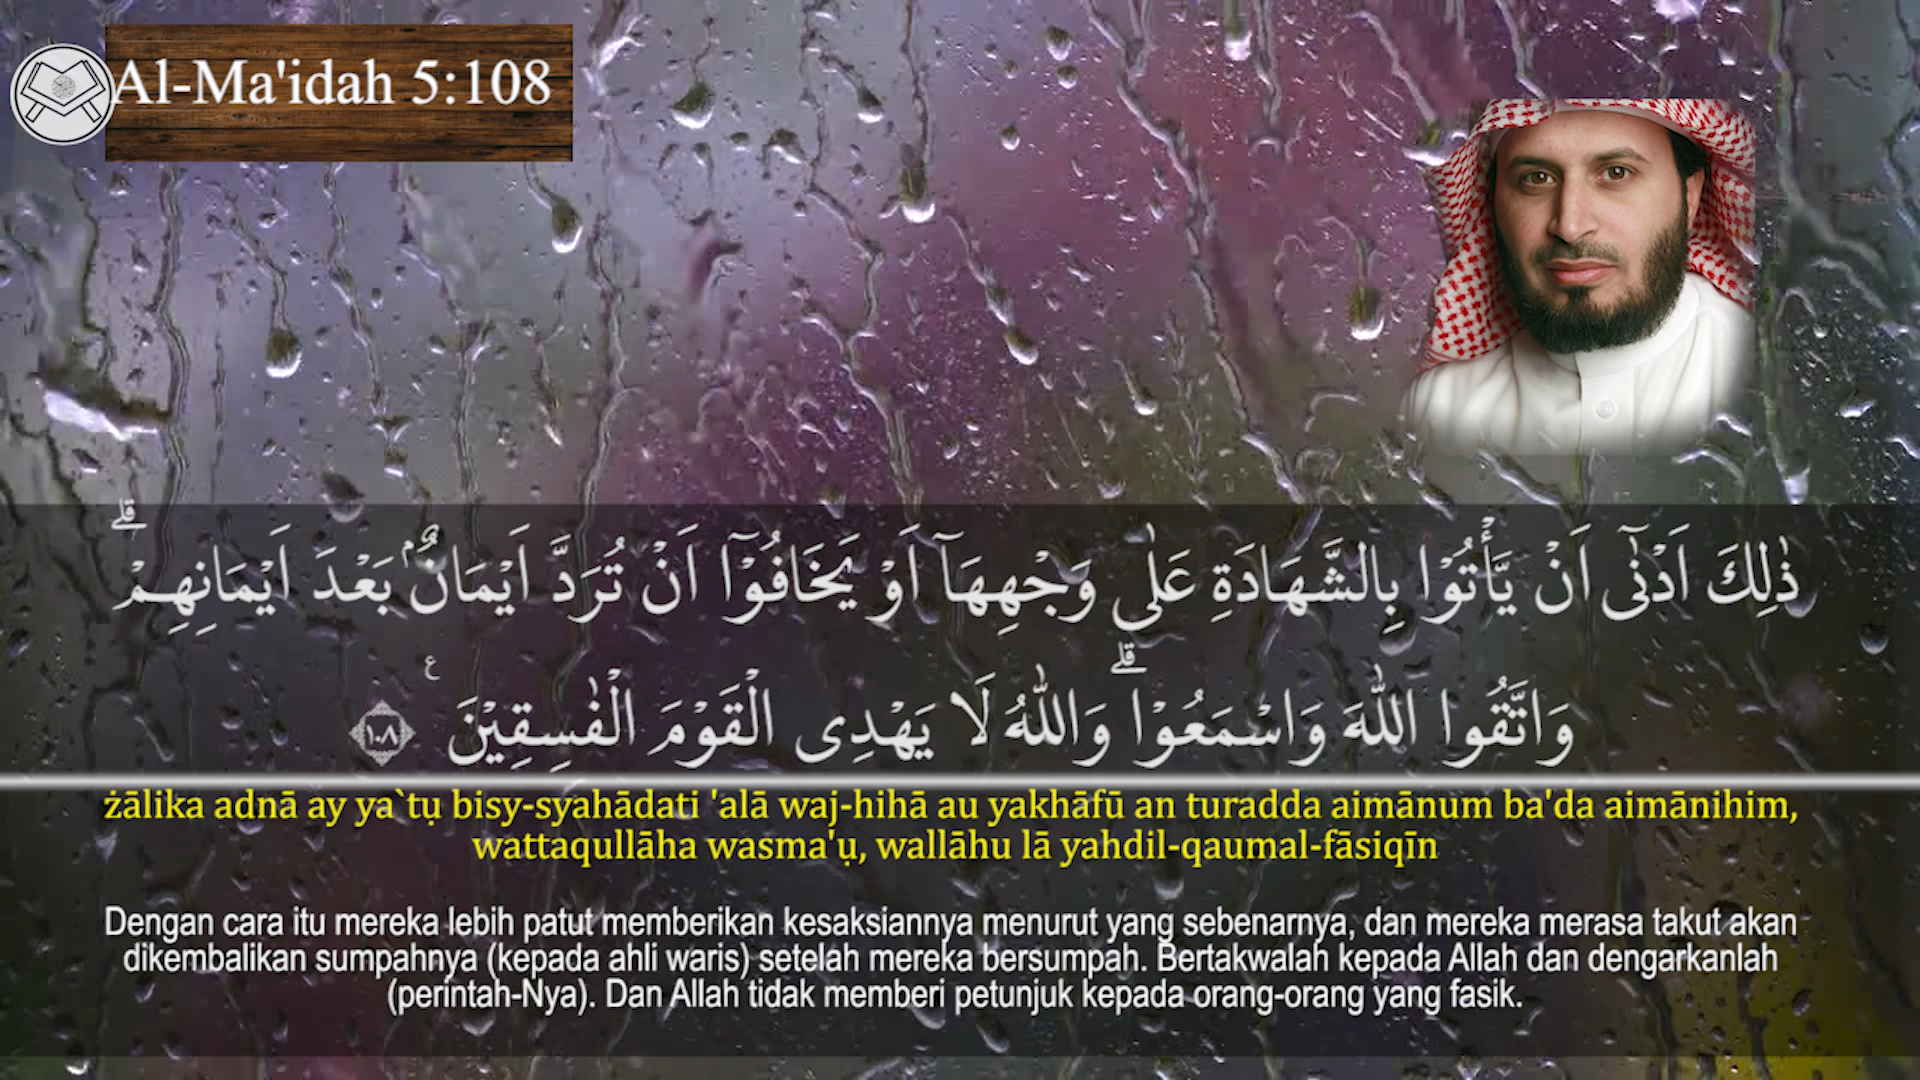 Al-Ma'idah 5:108
ذٰلِكَ اَدْنٰٓى اَنْ يَّأْتُوْا بِالشَّهَادَةِ عَلٰى وَجْهِهَآ اَوْ يَخَافُوْٓا اَنْ تُرَدَّ اَيْمَانٌۢ بَعْدَ اَيْمَانِهِمْۗ
وَاتَّقُوا اللّٰهَ وَاسْمَعُوْاۗ وَاللّٰهُ لَا يَهْدِى الْقَوْمَ الْفٰسِقِيْنَ ࣖ ١٠٨
żālika adnā ay ya`tụ bisy-syahādati 'alā waj-hihā au yakhāfū an turadda aimānum ba'da aimānihim,
wattaqullāha wasma'ụ, wallāhu lā yahdil-qaumal-fāsiqīn
Dengan cara itu mereka lebih patut memberikan kesaksiannya menurut yang sebenarnya, dan mereka merasa takut akan
dikembalikan sumpahnya (kepada ahli waris) setelah mereka bersumpah. Bertakwalah kepada Allah dan dengarkanlah
(perintah-Nya). Dan Allah tidak memberi petunjuk kepada orang-orang yang fasik.